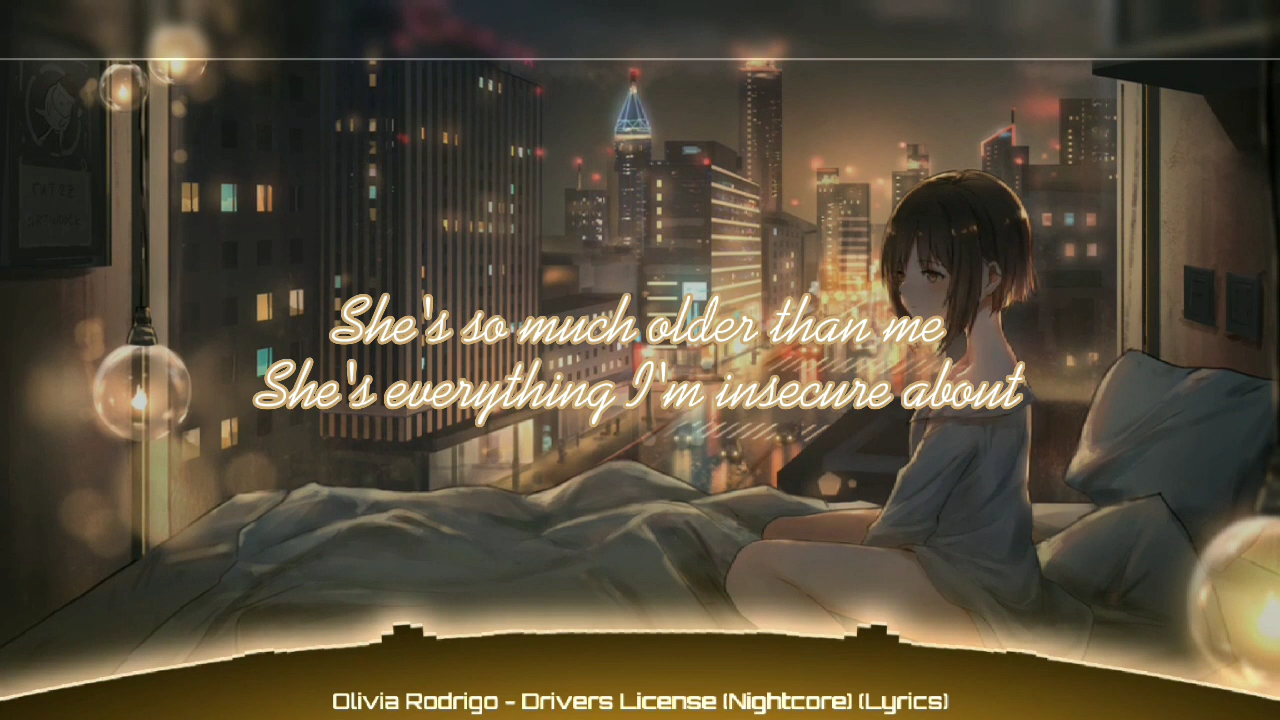 She's so much older than me
She's everything I'm insecure about
Olivia Rodrigo - Drivers License (Nightcore) (Lyrics)